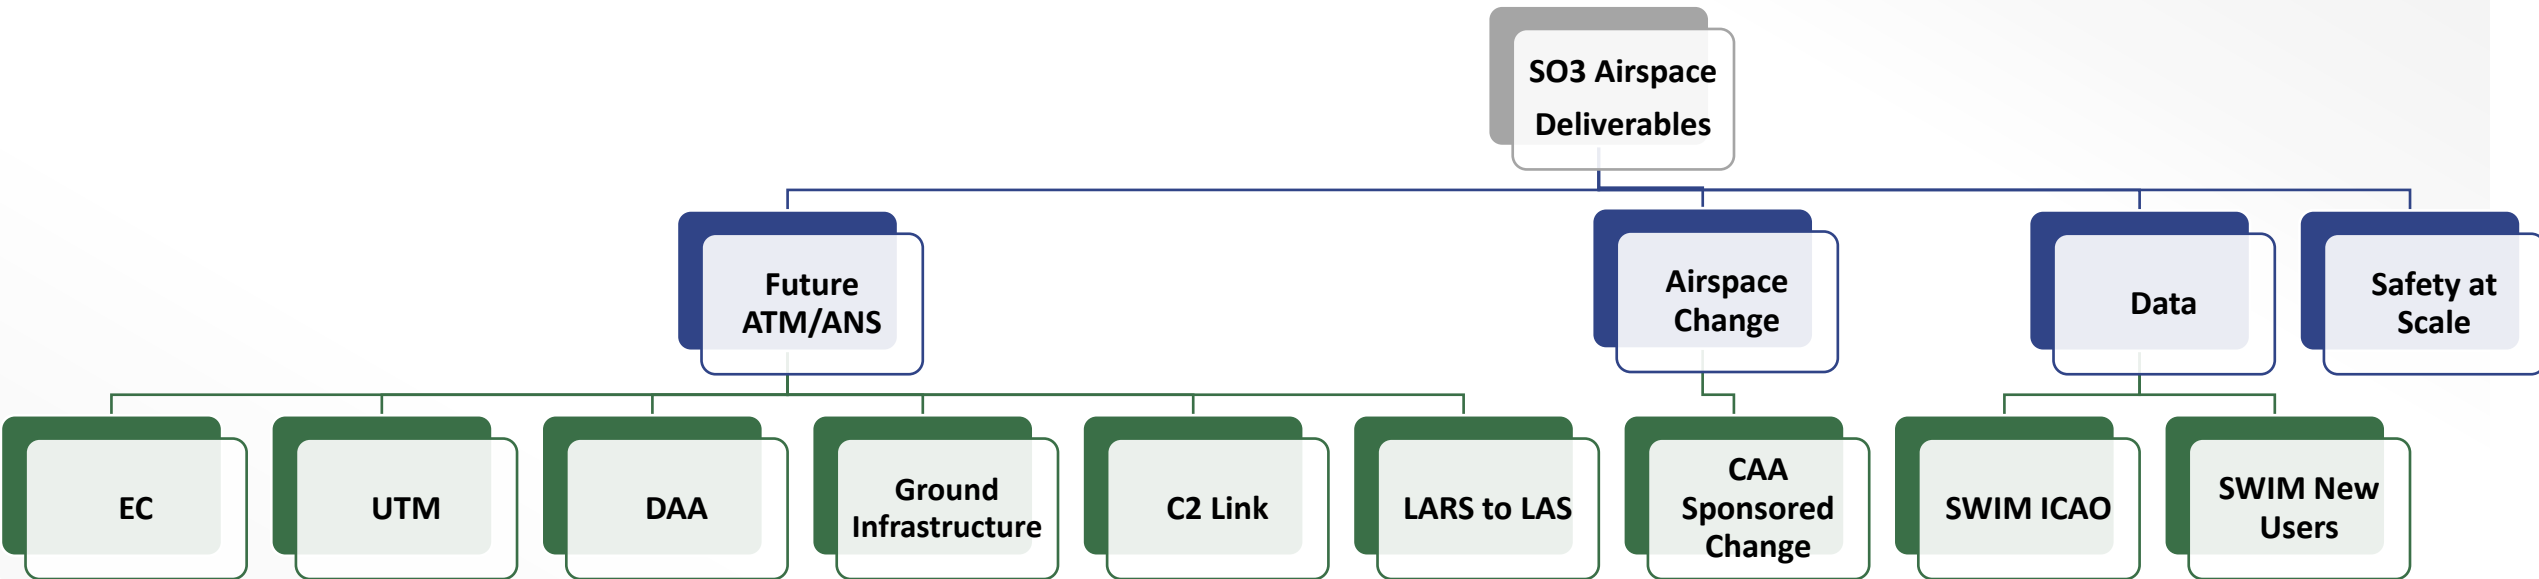 SO3 Airspace
Deliverables
Future
ATM/ANS
Airspace
Change
Data
Safety at
Scale
EC
UTM
DAA
Ground
Infrastructure
C2 Link
LARS to LAS
CAA
Sponsored
Change
SWIM ICAO
SWIM New
Users